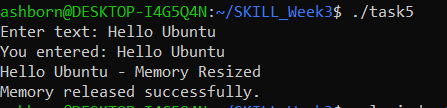 ashborn@DESKTOP-I4G5Q4N:~/SKILL_Week3$ ./task5
Enter text: Hello Ubuntu
You entered: Hello Ubuntu
Hello Ubuntu - Memory Resized
Memory released successfully.